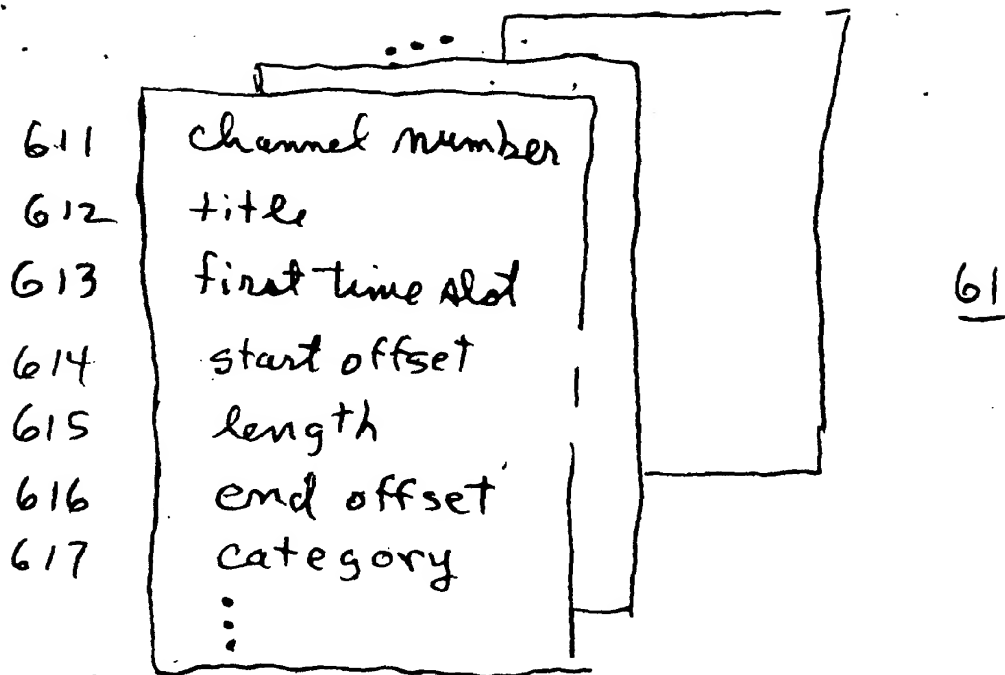 ...
611 channel number
612 title
613 first time slot
61
614 start offset
615 length
616 end offset
617 category
⋮